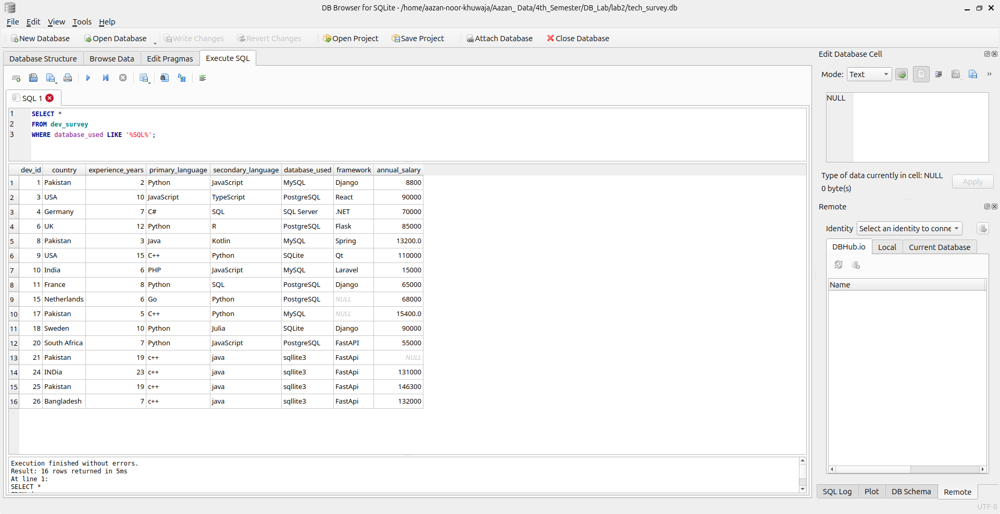 DB Browser for SQLite - /home/aazan-noor-khuwaja/Aazan_ Data/4th_Semester/DB_Lab/lab2/tech_survey.db
File Edit View Tools Help
New Database Open Database Write Changes Revert Changes Open Project Save Project Attach Database Close Database
Database Structure Browse Data Edit Pragmas Execute SQL
SQL 1
1 SELECT *
2 FROM dev_survey
3 WHERE database_used LIKE '%SQL%';
dev_id country experience_years primary_language secondary_language database_used framework annual_salary
1 1 Pakistan 2 Python JavaScript MySQL Django 8800
2 3 USA 10 JavaScript TypeScript PostgreSQL React 90000
3 4 Germany 7 C# SQL SQL Server .NET 70000
4 6 UK 12 Python R PostgreSQL Flask 85000
5 8 Pakistan 3 Java Kotlin MySQL Spring 13200.0
6 9 USA 15 C++ Python SQLite Qt 110000
7 10 India 6 PHP JavaScript MySQL Laravel 15000
8 11 France 8 Python SQL PostgreSQL Django 65000
9 15 Netherlands 6 Go Python PostgreSQL NULL 68000
10 17 Pakistan 5 C++ Python MySQL NULL 15400.0
11 18 Sweden 10 Python Julia SQLite Django 90000
12 20 South Africa 7 Python JavaScript PostgreSQL FastAPI 55000
13 21 Pakistan 19 c++ java sqllite3 FastApi NULL
14 24 INDia 23 c++ java sqllite3 FastApi 131000
15 25 Pakistan 19 c++ java sqllite3 FastApi 146300
16 26 Bangladesh 7 c++ java sqllite3 FastApi 132000
Execution finished without errors.
Result: 16 rows returned in 5ms
At line 1:
SELECT *
Edit Database Cell
Mode: Text
NULL
Type of data currently in cell: NULL
0 byte(s)
Apply
Remote
Identity Select an identity to conne
DBHub.io Local Current Database
Name
SQL Log Plot DB Schema Remote
UTF-8